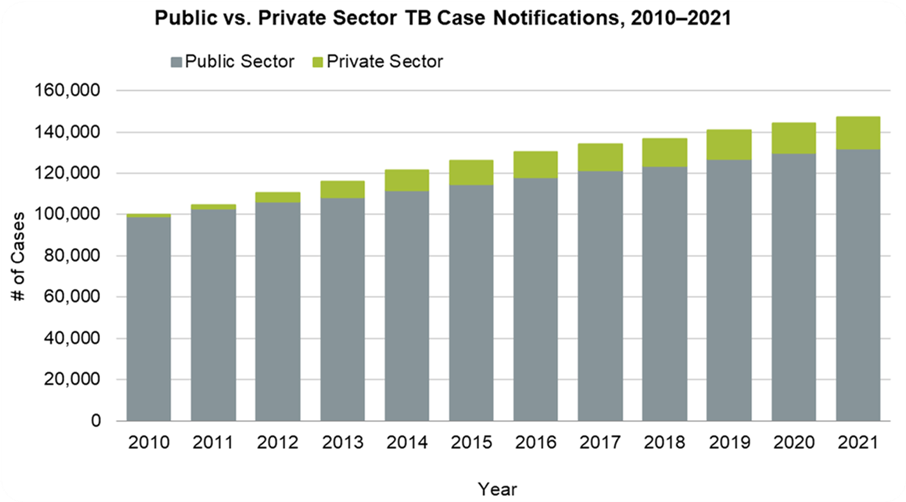 Public vs. Private Sector TB Case Notifications, 2010–2021
Public Sector Private Sector
160,000
140,000
120,000
100,000
80,000
60,000
40,000
20,000
0
# of Cases
2010 2011 2012 2013 2014 2015 2016 2017 2018 2019 2020 2021
Year